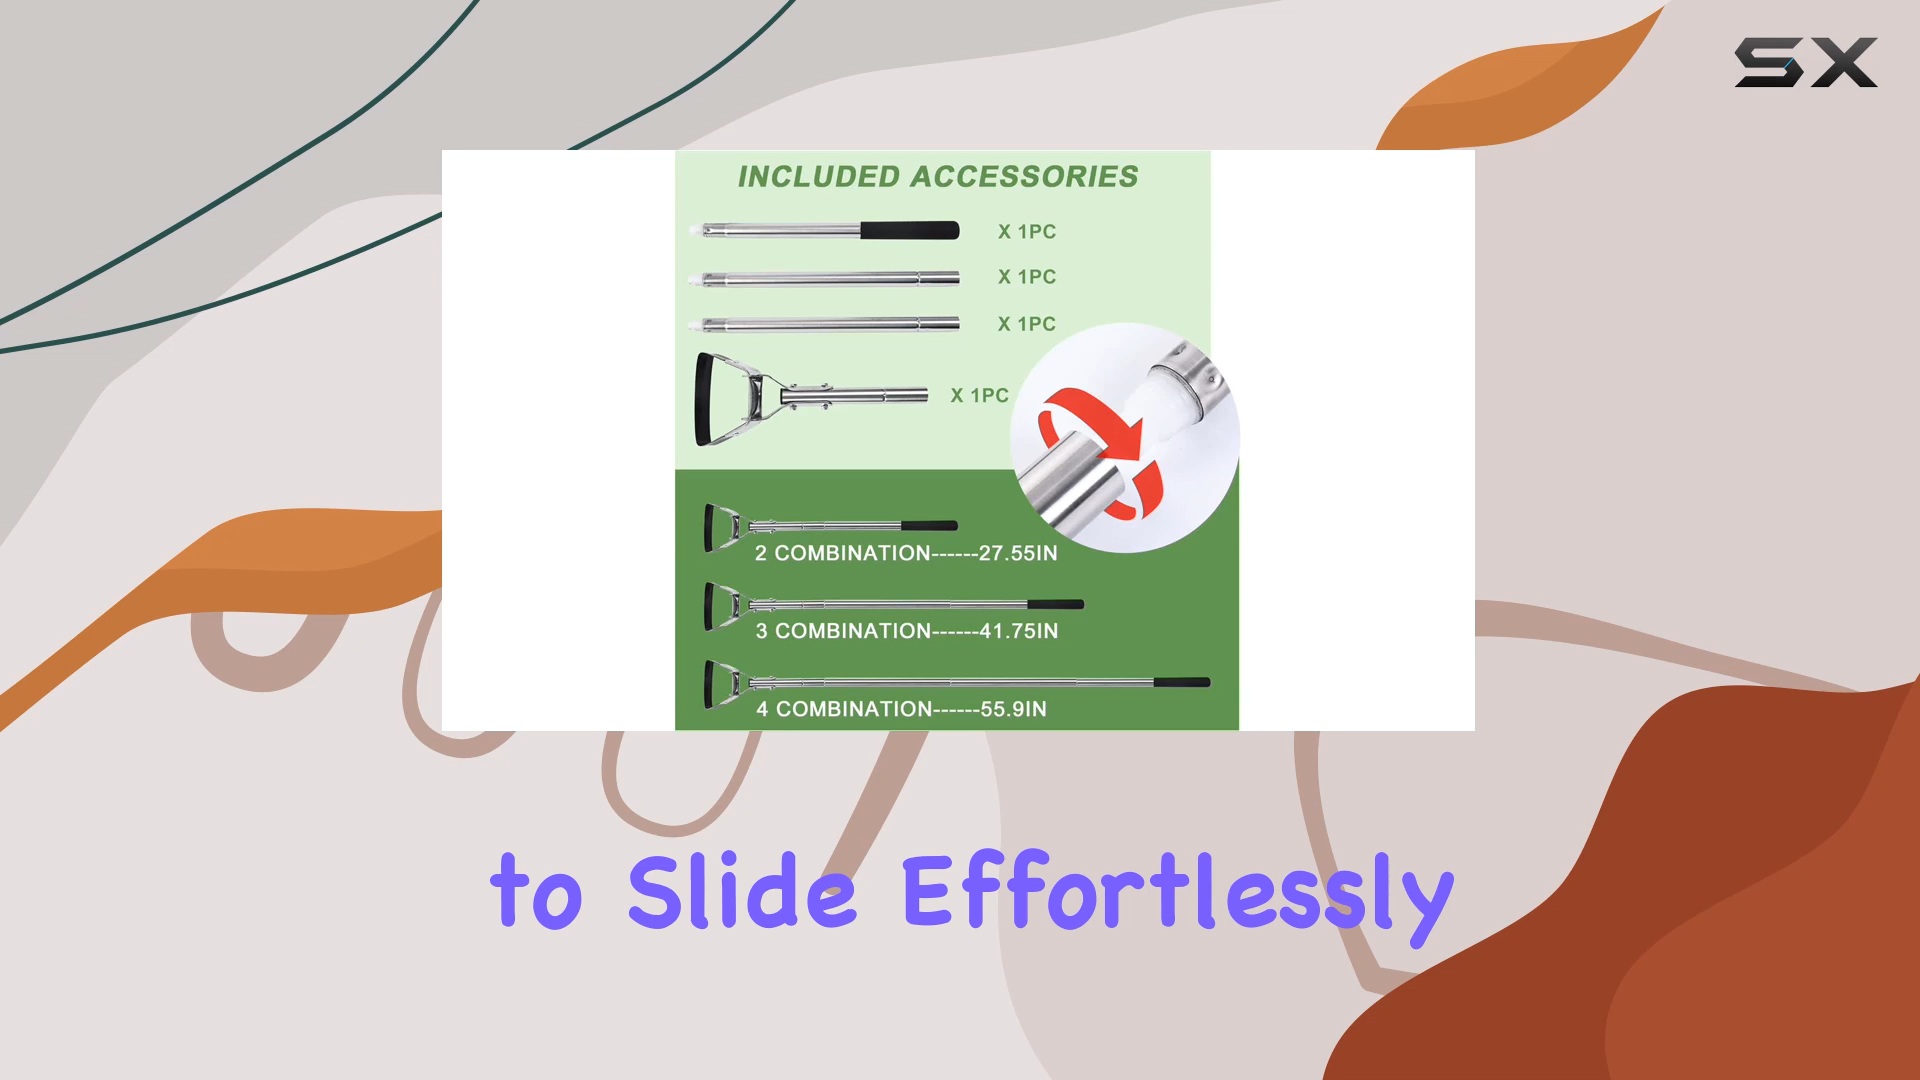 SX
INCLUDED ACCESSORIES
X 1PC
X 1PC
X 1PC
X 1PC
2 COMBINATION------27.55IN
3 COMBINATION------41.75IN
4 COMBINATION------55.9IN
to Slide Effortlessly